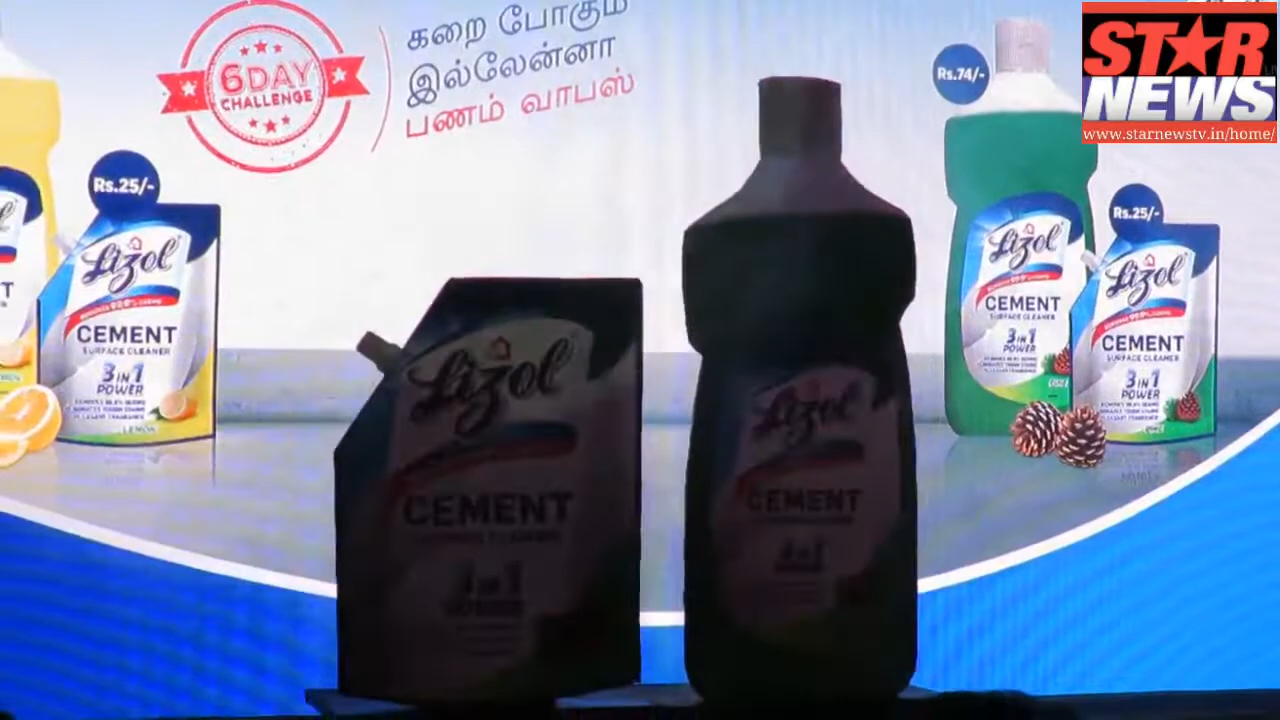 6 DAY
CHALLENGE
கறை போகும்
இல்லேன்னா
பணம் வாபஸ்
Rs.25/-
Lizol
CEMENT
SURFACE CLEANER
3 IN 1
POWER
LEMON
Lizol
CEMENT
Lizol
CEMENT
Rs.74/-
Lizol
CEMENT
SURFACE CLEANER
3 IN 1
POWER
Rs.25/-
Lizol
CEMENT
SURFACE CLEANER
3 IN 1
POWER
STAR
NEWS
www.starnewstv.in/home/